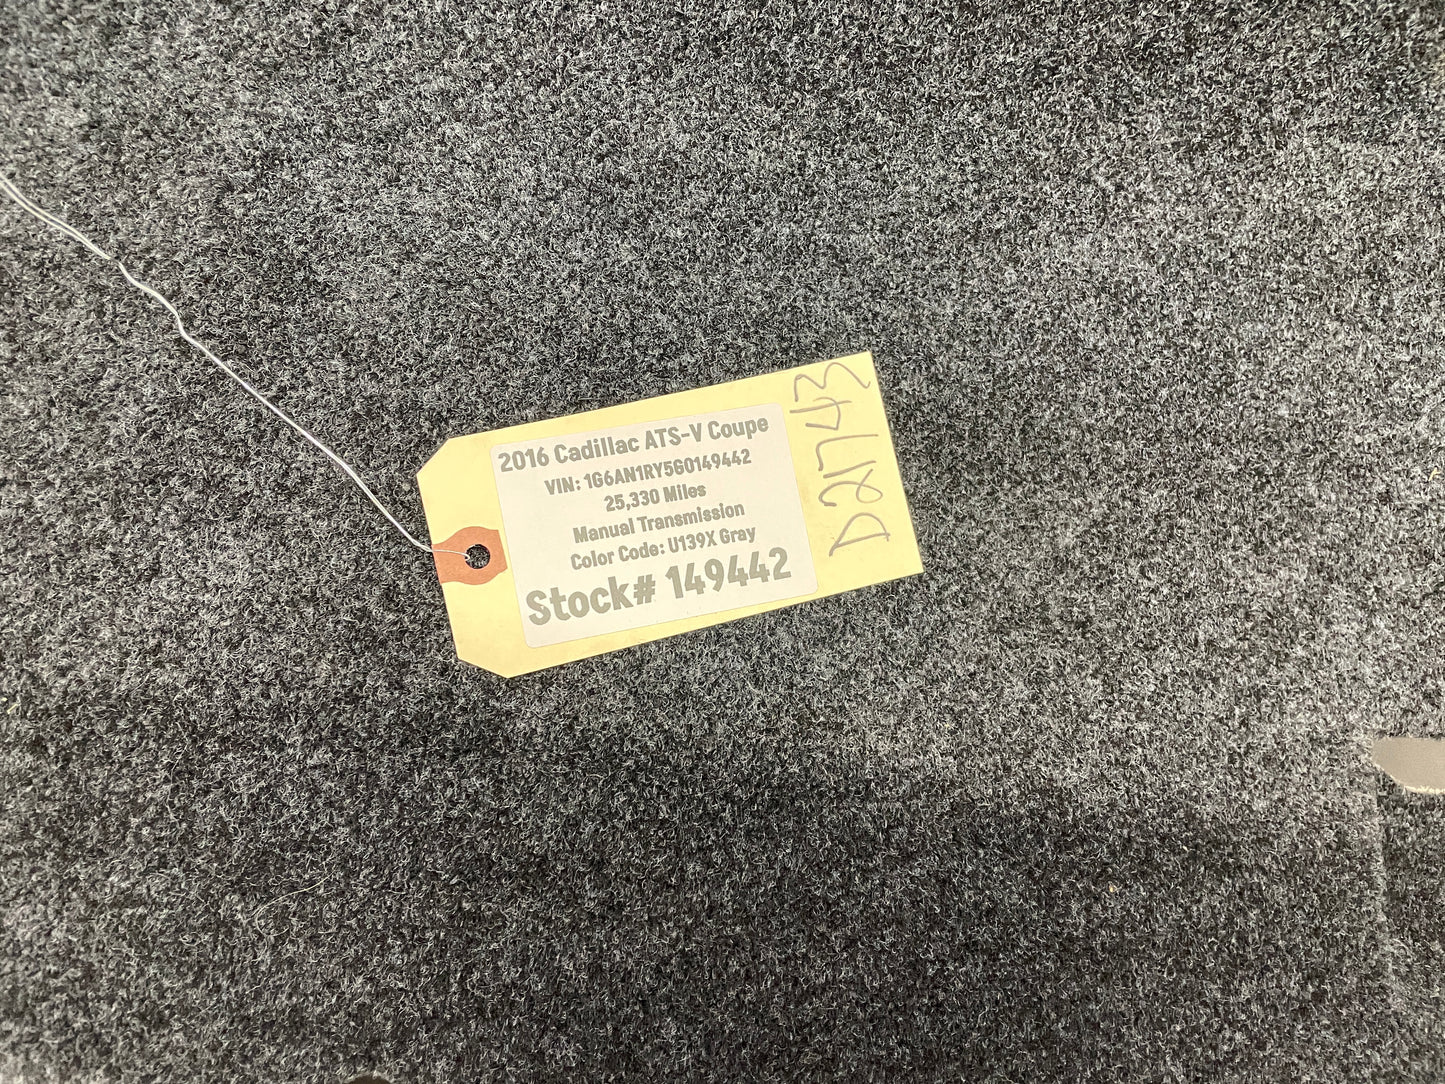 2016 Cadillac ATS-V Coupe
VIN: 1G6AN1RY5G0149442
25,330 Miles
Manual Transmission
Color Code: U139X Gray
Stock# 149442
D21743